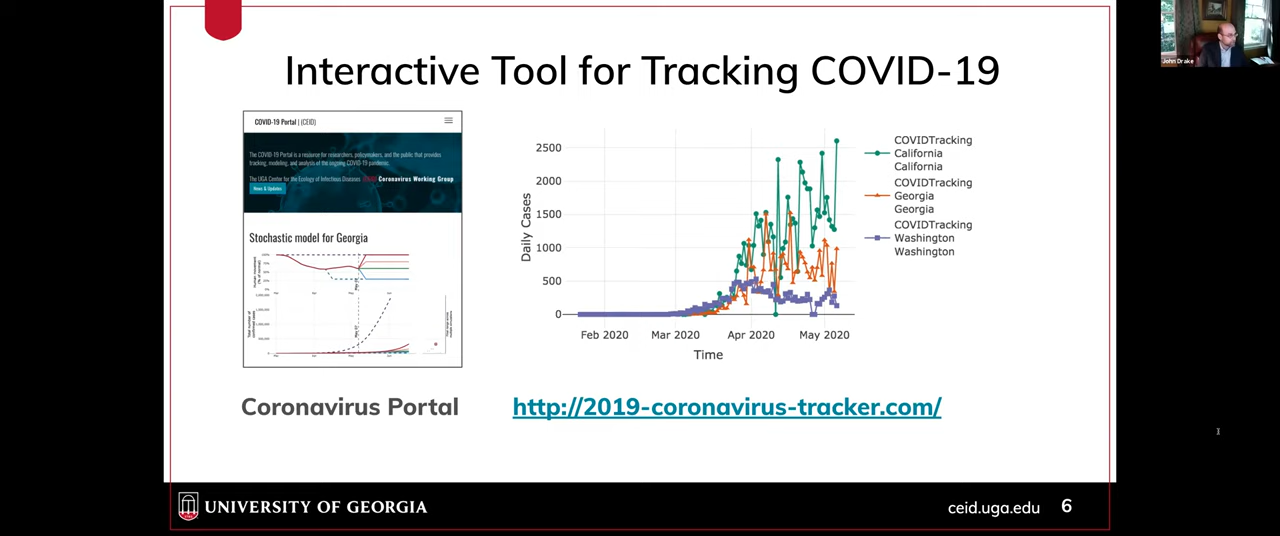 John Drake
Interactive Tool for Tracking COVID-19
COVID-19 Portal | (CEID)
The COVID-19 Portal is a resource for researchers, policymakers, and the public that provides
tracking, modeling, and analysis of the ongoing COVID-19 pandemic.
The UGA Center for the Ecology of Infectious Diseases Coronavirus Working Group
News & Updates
Stochastic model for Georgia
Daily Cases
2500
2000
1500
1000
500
0
Feb 2020
Mar 2020
Apr 2020
May 2020
Time
COVIDTracking
California
California
COVIDTracking
Georgia
Georgia
COVIDTracking
Washington
Washington
Coronavirus Portal
http://2019-coronavirus-tracker.com/
UNIVERSITY OF GEORGIA
ceid.uga.edu
6